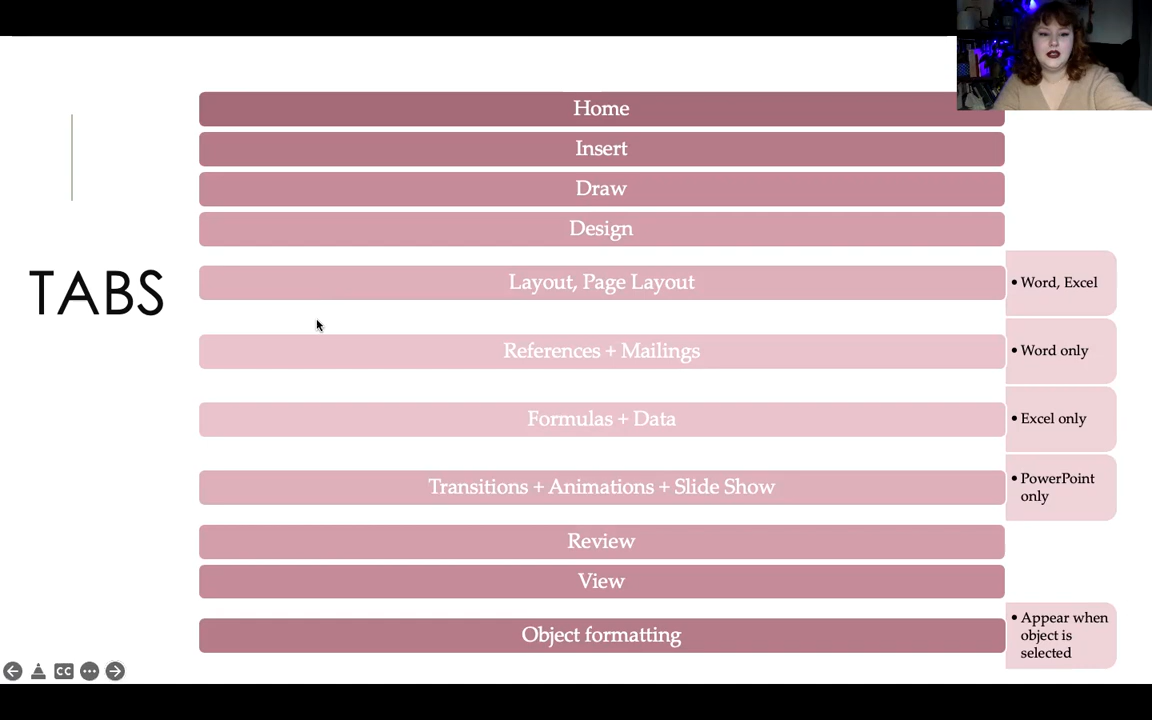 TABS
Home
Insert
Draw
Design
Layout, Page Layout
• Word, Excel
References + Mailings
• Word only
Formulas + Data
• Excel only
Transitions + Animations + Slide Show
• PowerPoint
only
Review
View
Object formatting
• Appear when
object is
selected
CC